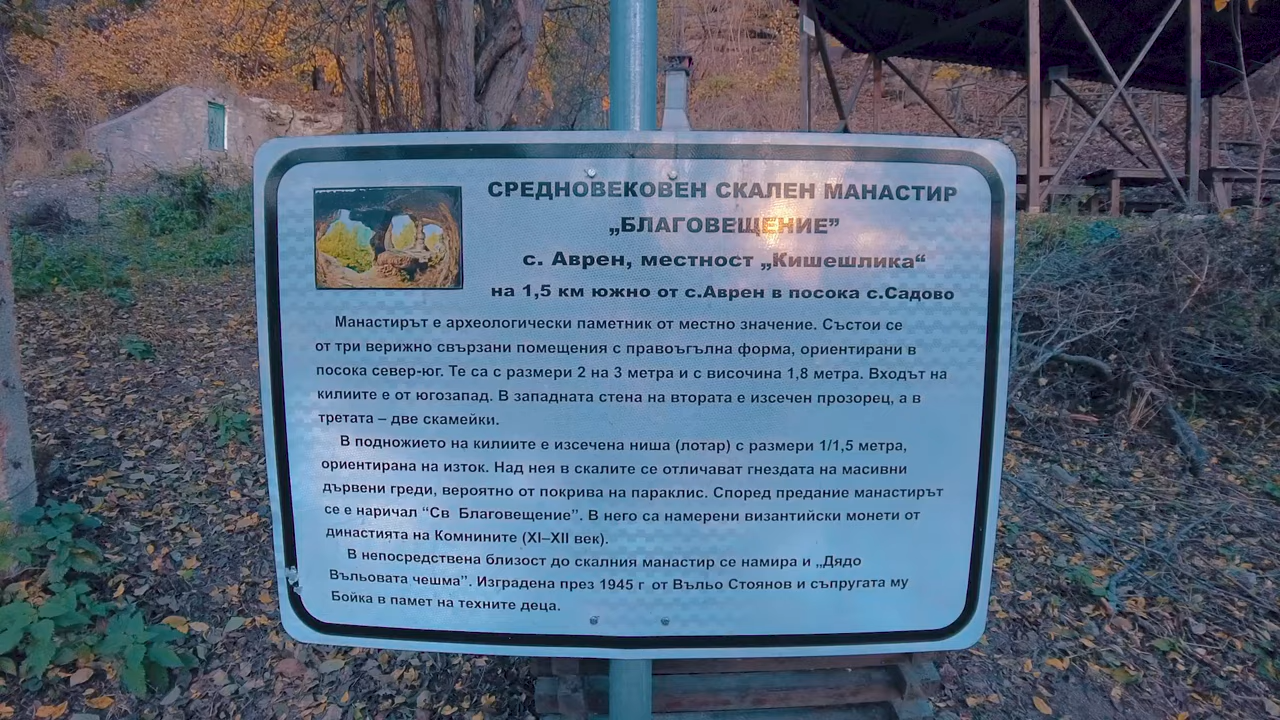 СРЕДНОВЕКОВЕН СКАЛЕН МАНАСТИР
„БЛАГОВЕЩЕНИЕ”
с. Аврен, местност „Кишешлика“
на 1,5 км южно от с.Аврен в посока с.Садово
Манастирът е археологически паметник от местно значение. Състои се
от три верижно свързани помещения с правоъгълна форма, ориентирани в
посока север-юг. Те са с размери 2 на 3 метра и с височина 1,8 метра. Входът на
килиите е от югозапад. В западната стена на втората е изсечен прозорец, а в
третата – две скамейки.
В подножието на килиите е изсечена ниша (лотар) с размери 1/1,5 метра,
ориентирана на изток. Над нея в скалите се отличават гнездата на масивни
дървени греди, вероятно от покрива на параклис. Според предание манастирът
се е наричал “Св Благовещение”. В него са намерени византийски монети от
династията на Комнините (XI–XII век).
В непосредствена близост до скалния манастир се намира и „Дядо
Въльовата чешма”. Изградена през 1945 г от Въльо Стоянов и съпругата му
Бойка в памет на техните деца.